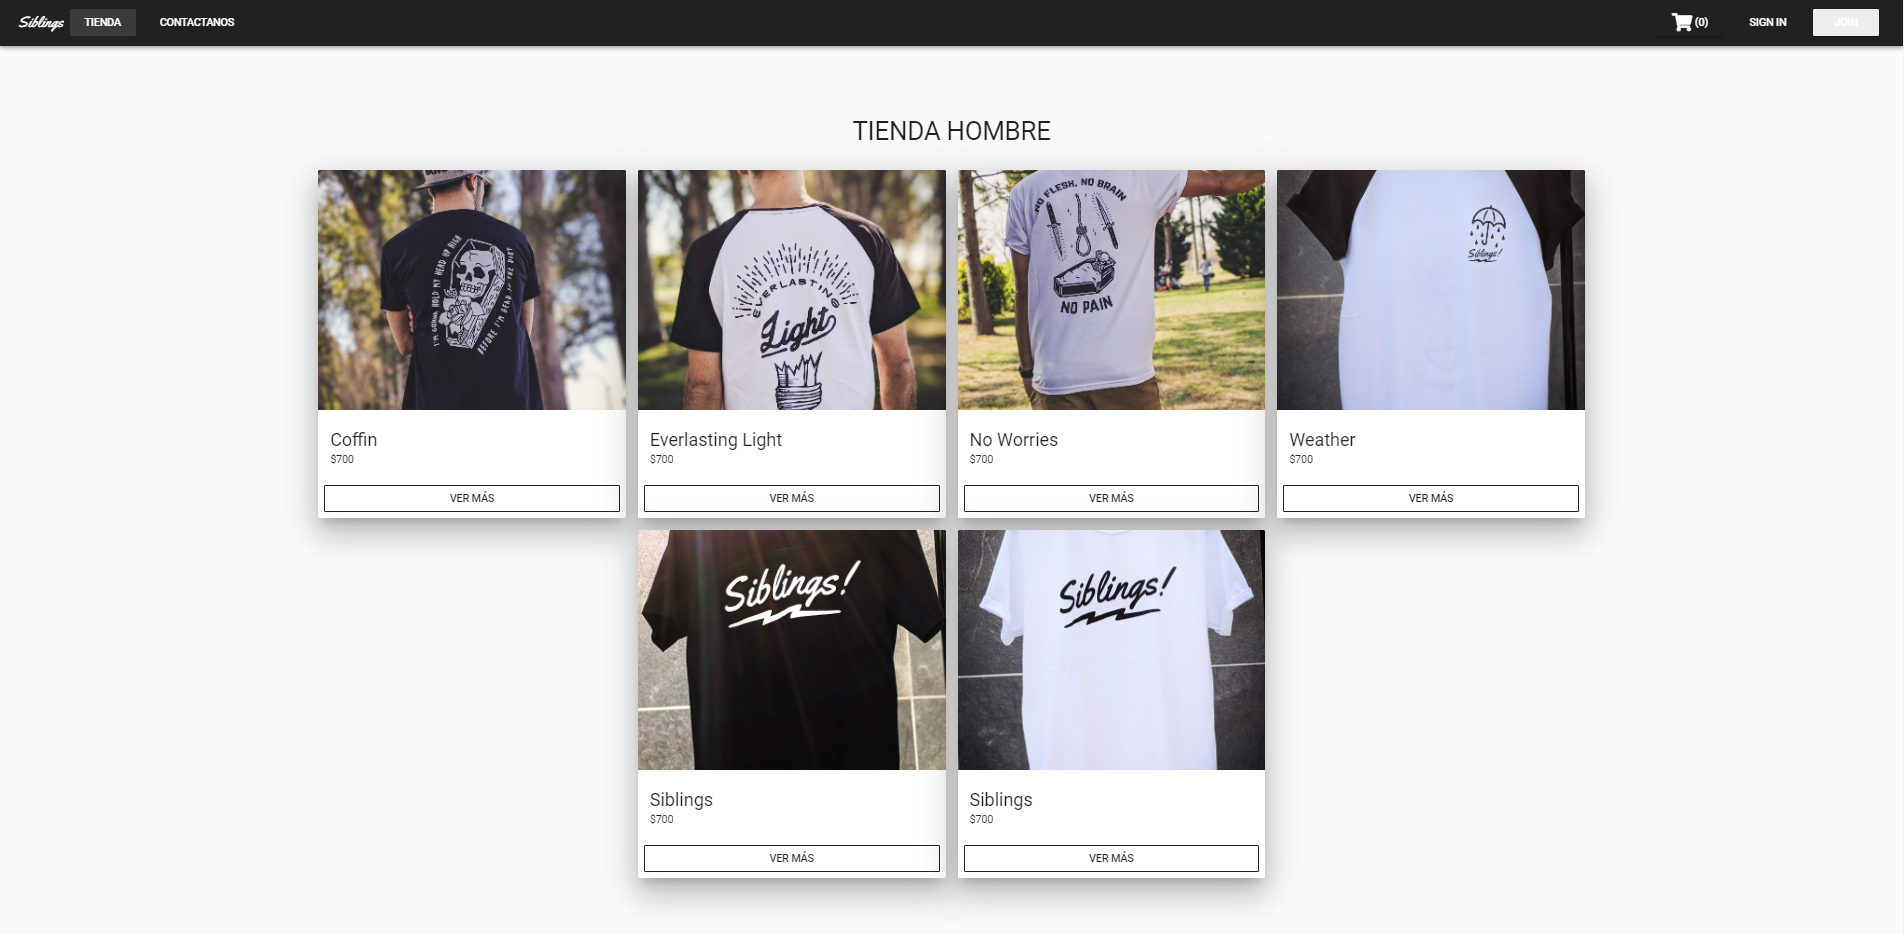 Siblings TIENDA CONTACTANOS (0) SIGN IN JOIN
TIENDA HOMBRE
I'M GONNA HOLD MY HEAD UP HIGH
BEFORE I'M DEAD IN THE DIRT
EVERLASTING
Light
NO FLESH, NO BRAIN
NO PAIN
Siblings!
Coffin
$700
VER MÁS
Everlasting Light
$700
VER MÁS
No Worries
$700
VER MÁS
Weather
$700
VER MÁS
Siblings!
Siblings!
Siblings
$700
VER MÁS
Siblings
$700
VER MÁS